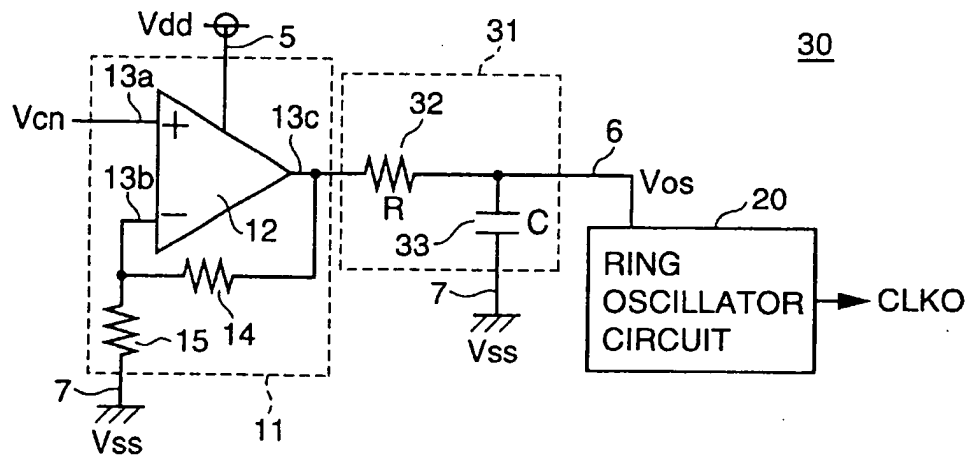 Vdd
5
31
30
13a
32
Vcn
+
13c
6
13b
R
Vos
−
12
33
C
20
14
7
RING
OSCILLATOR
CIRCUIT
CLKO
15
Vss
7
11
Vss